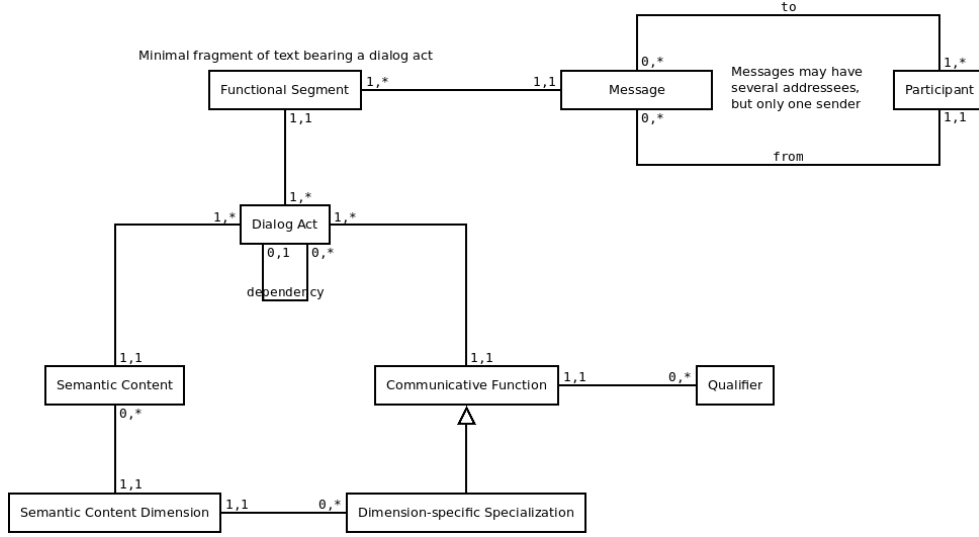 to
Minimal fragment of text bearing a dialog act
0,*
1,*
Functional Segment
1,*
1,1
Message
Messages may have
several addressees,
but only one sender
Participant
1,1
0,*
1,1
from
1,*
1,*
Dialog Act
1,*
0,1
0,*
dependency
1,1
1,1
Semantic Content
Communicative Function
1,1
0,*
Qualifier
0,*
1,1
Semantic Content Dimension
1,1
0,*
Dimension-specific Specialization